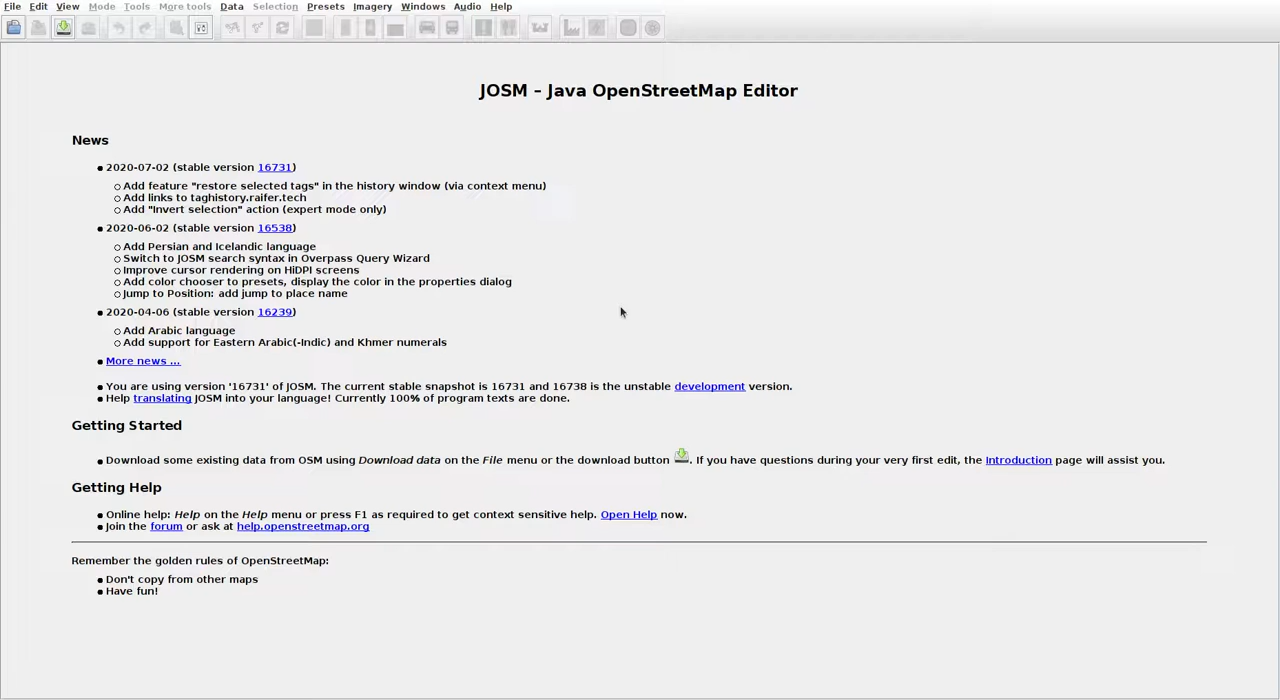 File Edit View Mode Tools More tools Data Selection Presets Imagery Windows Audio Help
JOSM – Java OpenStreetMap Editor
News
2020-07-02 (stable version 16731)
Add feature "restore selected tags" in the history window (via context menu)
Add links to taghistory.raifer.tech
Add "Invert selection" action (expert mode only)
2020-06-02 (stable version 16538)
Add Persian and Icelandic language
Switch to JOSM search syntax in Overpass Query Wizard
Improve cursor rendering on HiDPI screens
Add color chooser to presets, display the color in the properties dialog
Jump to Position: add jump to place name
2020-04-06 (stable version 16239)
Add Arabic language
Add support for Eastern Arabic(-Indic) and Khmer numerals
More news ...
You are using version '16731' of JOSM. The current stable snapshot is 16731 and 16738 is the unstable development version.
Help translating JOSM into your language! Currently 100% of program texts are done.
Getting Started
Download some existing data from OSM using Download data on the File menu or the download button . If you have questions during your very first edit, the Introduction page will assist you.
Getting Help
Online help: Help on the Help menu or press F1 as required to get context sensitive help. Open Help now.
Join the forum or ask at help.openstreetmap.org
Remember the golden rules of OpenStreetMap:
Don't copy from other maps
Have fun!